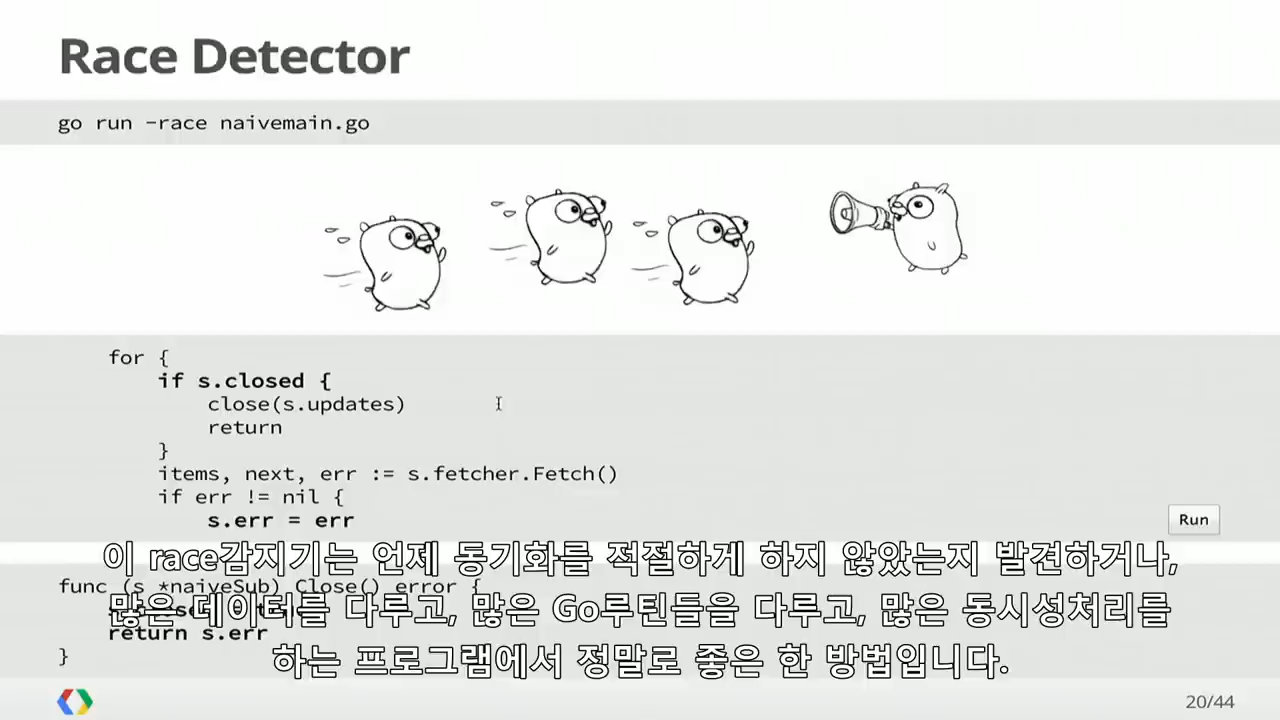 Race Detector
go run -race naivemain.go
for {
if s.closed {
close(s.updates)
return
}
items, next, err := s.fetcher.Fetch()
if err != nil {
s.err = err
Run
이 race감지기는 언제 동기화를 적절하게 하지 않았는지 발견하거나,
func (s *naiveSub) Close() error {
많은 데이터를 다루고, 많은 Go루틴들을 다루고, 많은 동시성처리를
return s.err
하는 프로그램에서 정말로 좋은 한 방법입니다.
}
20/44